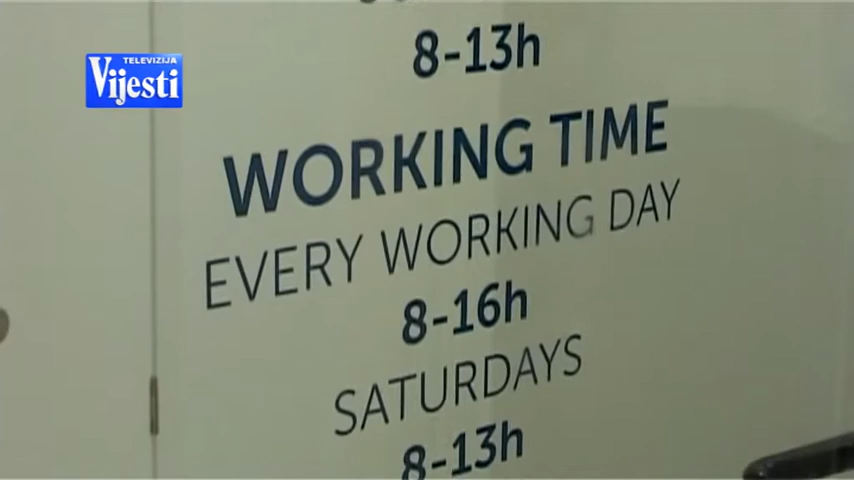 TELEVIZIJA
Vijesti
8-13h
WORKING TIME
EVERY WORKING DAY
8-16h
SATURDAYS
8-13h